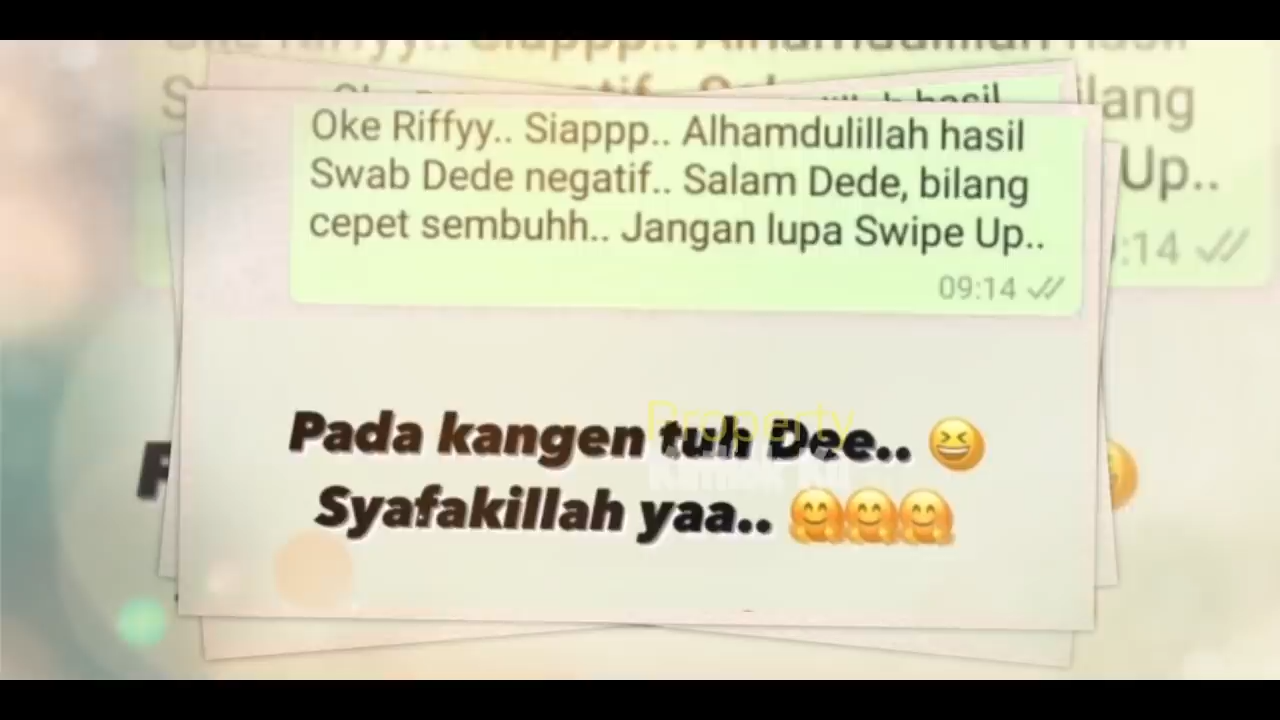 Oke Riffyy.. Siappp.. Alhamdulillah hasil
Swab Dede negatif.. Salam Dede, bilang
cepet sembuhh.. Jangan lupa Swipe Up..
09:14
Pada kangen tuh Dee.. 😆
Syafakillah yaa.. 🤗🤗🤗
Property